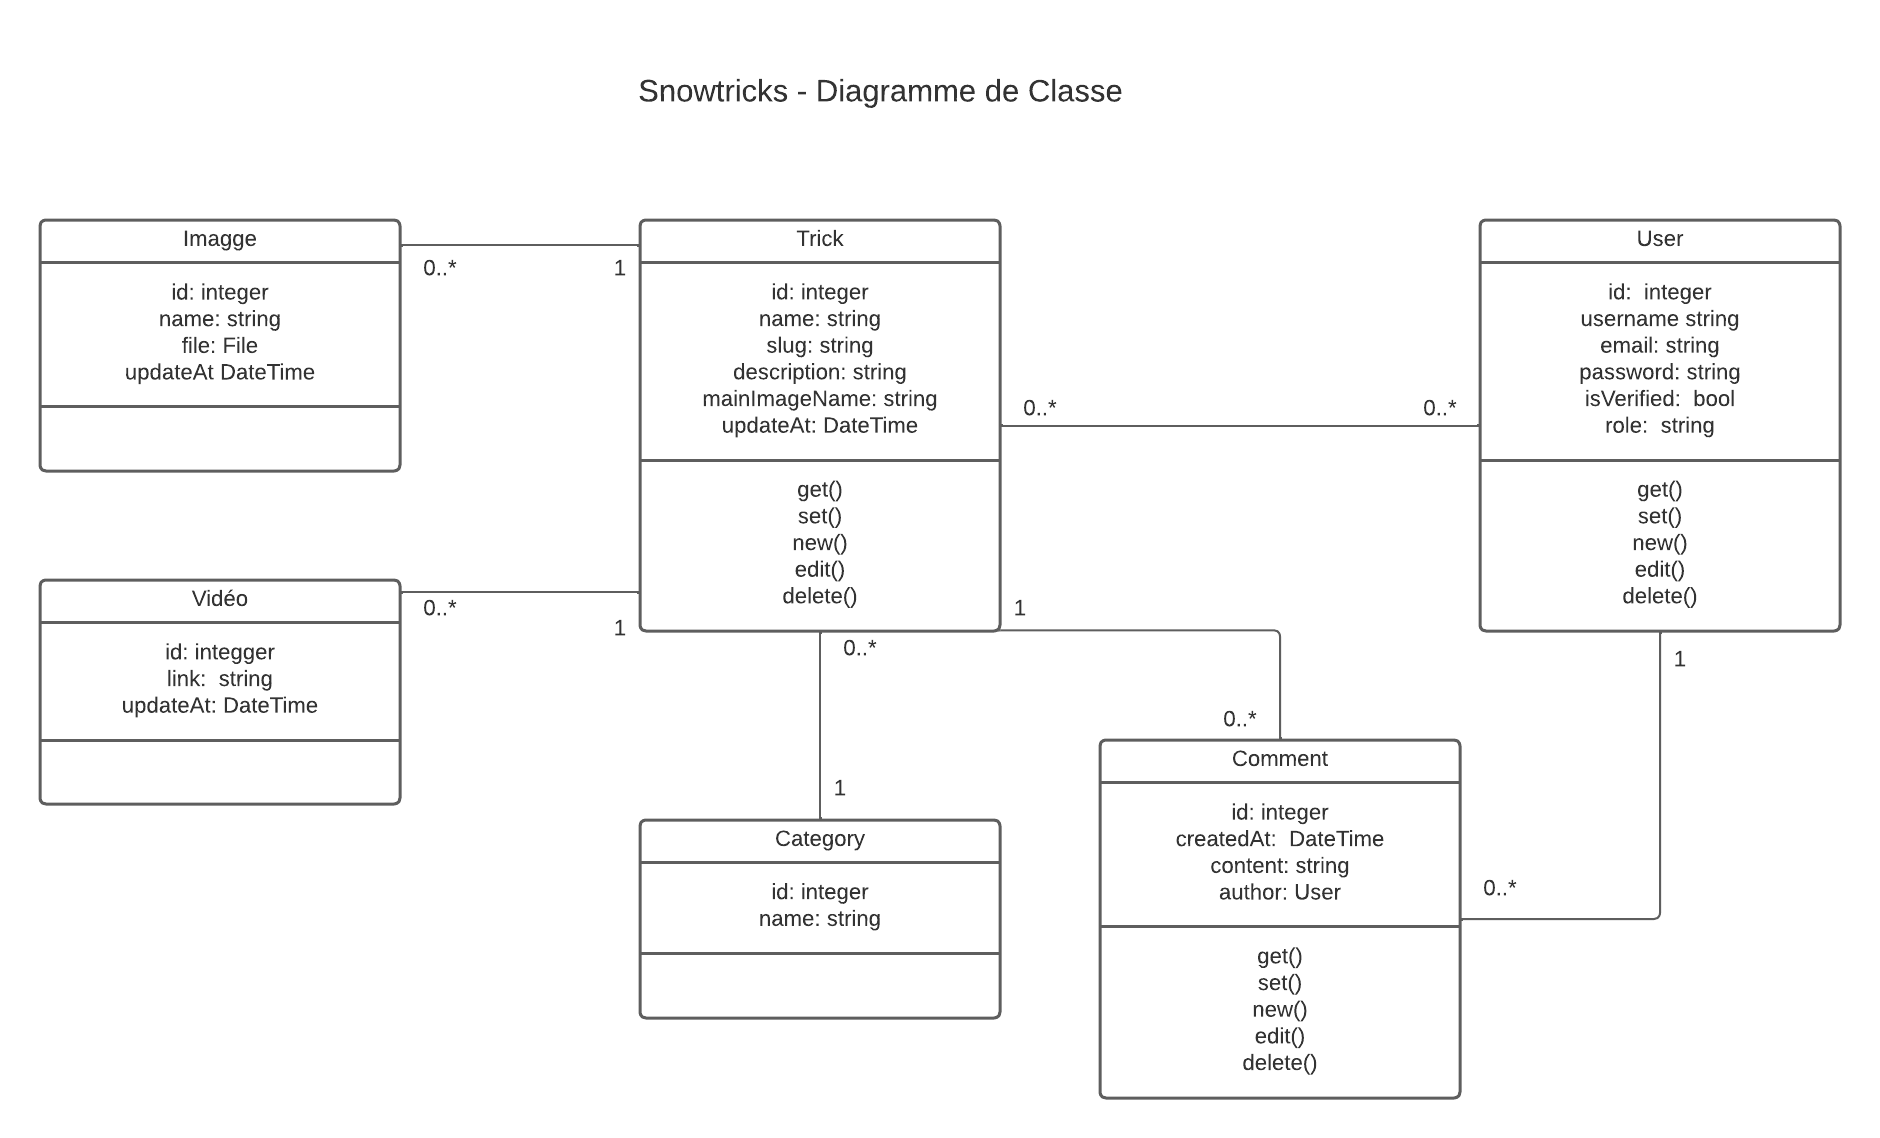 Snowtricks - Diagramme de Classe
Imagge
id: integer
name: string
file: File
updateAt DateTime
0..*
1
Trick
id: integer
name: string
slug: string
description: string
mainImageName: string
updateAt: DateTime
get()
set()
new()
edit()
delete()
0..*
0..*
User
id:  integer
username string
email: string
password: string
isVerified:  bool
role:  string
get()
set()
new()
edit()
delete()
Vidéo
id: integger
link:  string
updateAt: DateTime
0..*
1
0..*
1
Category
id: integer
name: string
1
0..*
Comment
id: integer
createdAt:  DateTime
content: string
author: User
get()
set()
new()
edit()
delete()
1
0..*